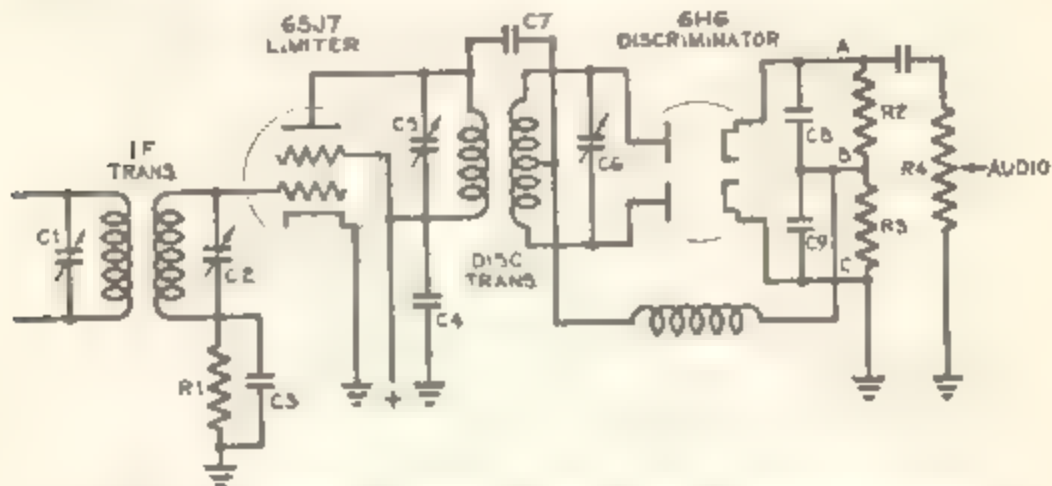 6SJ7
LIMITER
C7
6H6
DISCRIMINATOR
A
IF
TRANS
C5
C6
C8
R2
B
R4
AUDIO
C1
C2
DISC
TRANS
C9
R3
C
C4
R1
C3
+